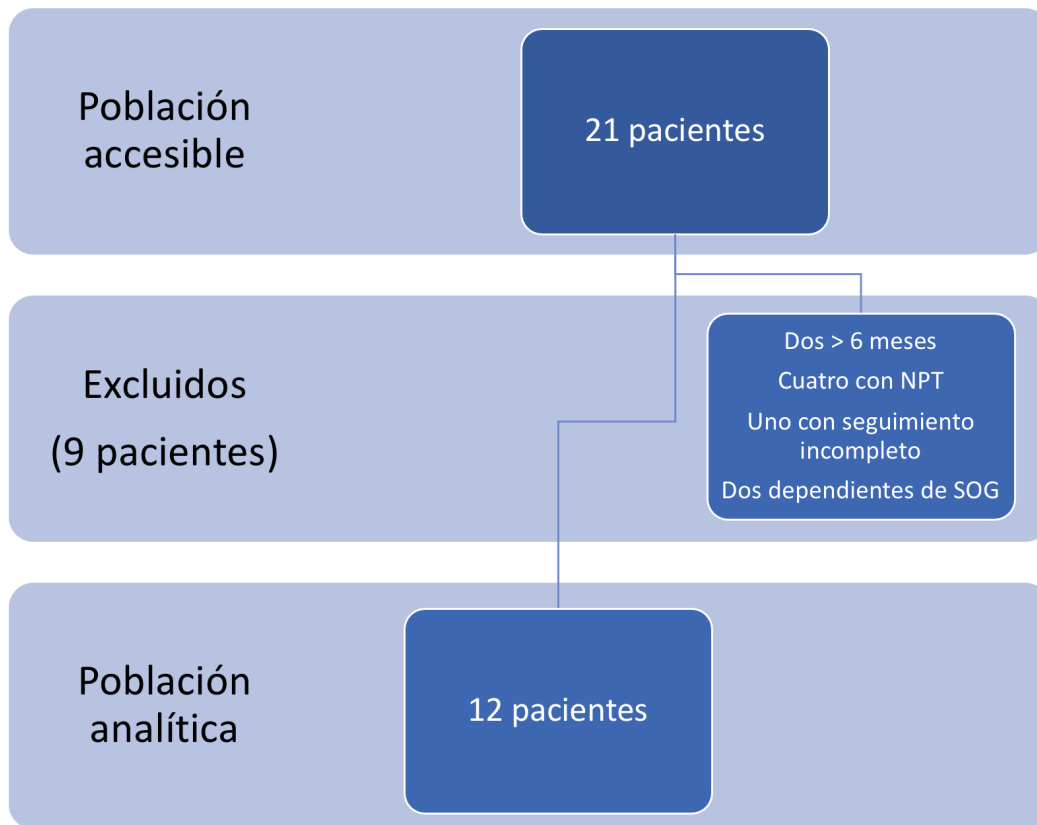 Población
accesible
21 pacientes
Excluidos
(9 pacientes)
Dos > 6 meses
Cuatro con NPT
Uno con seguimiento
incompleto
Dos dependientes de SOG
Población
analítica
12 pacientes